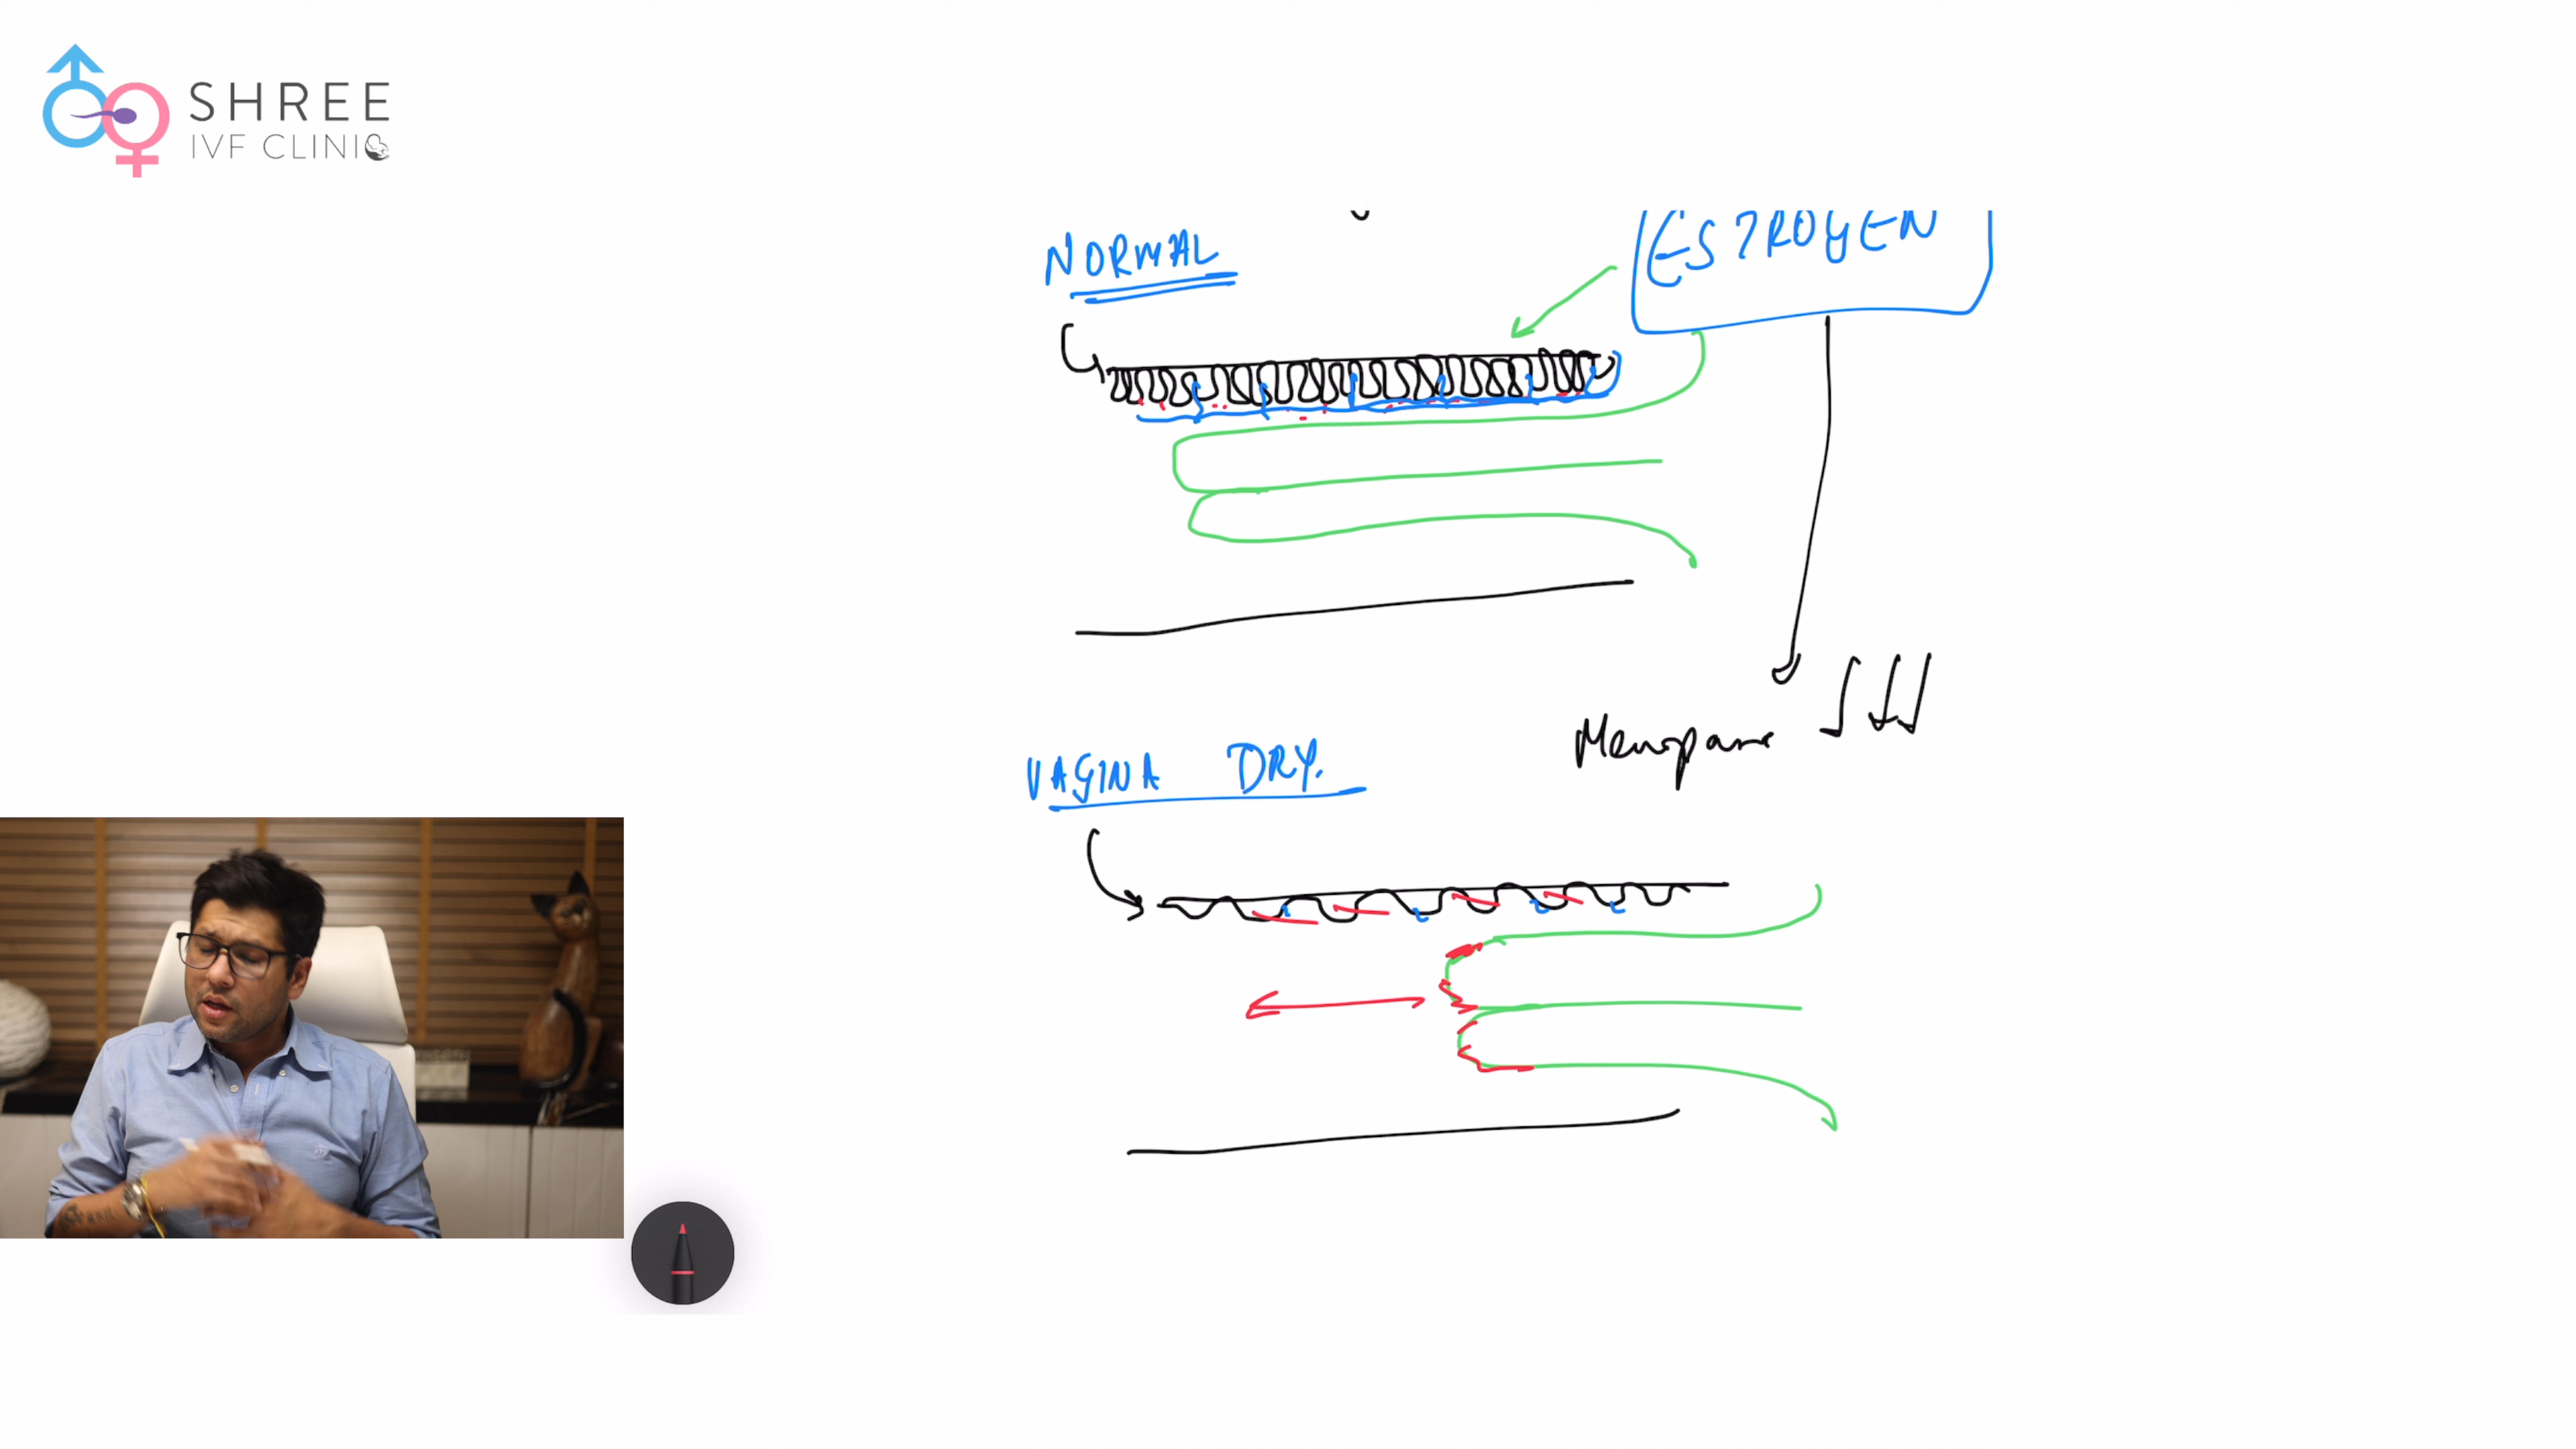 SHREE
IVF CLINIC
NORMAL
ESTROGEN
Menopause
VAGINA DRY.